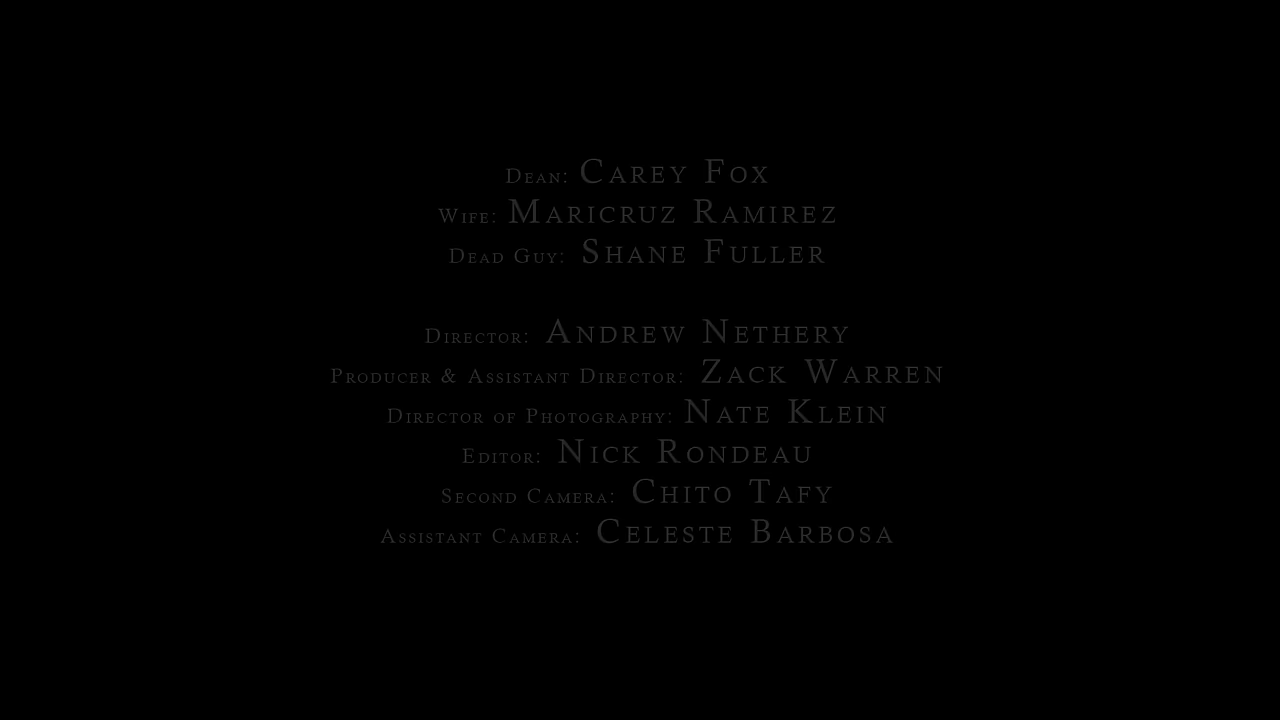 Dean: Carey Fox
Wife: Maricruz Ramirez
Dead Guy: Shane Fuller
Director: Andrew Nethery
Producer & Assistant Director: Zack Warren
Director of Photography: Nate Klein
Editor: Nick Rondeau
Second Camera: Chito Tafy
Assistant Camera: Celeste Barbosa